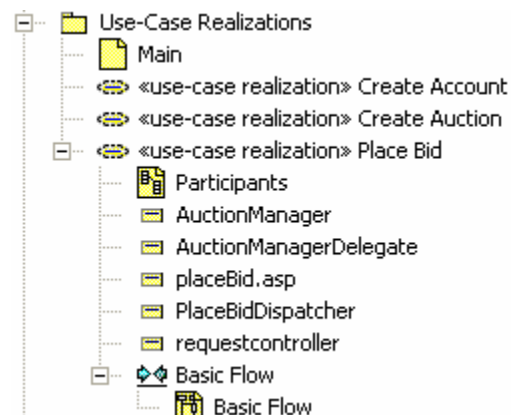 Use-Case Realizations
Main
«use-case realization» Create Account
«use-case realization» Create Auction
«use-case realization» Place Bid
Participants
AuctionManager
AuctionManagerDelegate
placeBid.asp
PlaceBidDispatcher
requestcontroller
Basic Flow
Basic Flow